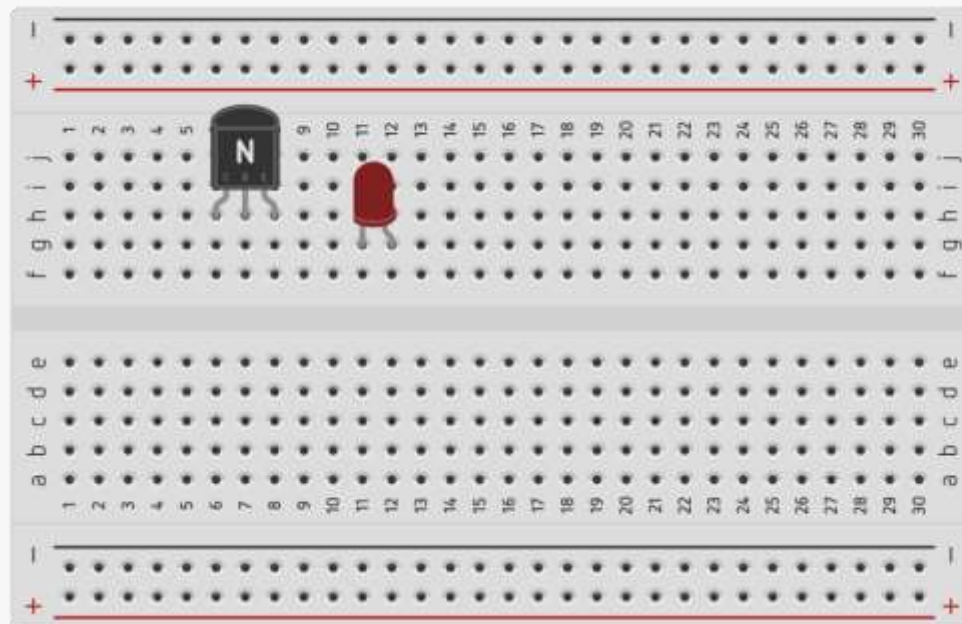 − −
+ +
1 2 3 4 5 9 10 11 12 13 14 15 16 17 18 19 20 21 22 23 24 25 26 27 28 29 30
j N j
i i
h h
g g
f f
e e
d d
c c
b b
a a
1 2 3 4 5 6 7 8 9 10 11 12 13 14 15 16 17 18 19 20 21 22 23 24 25 26 27 28 29 30
− −
+ +